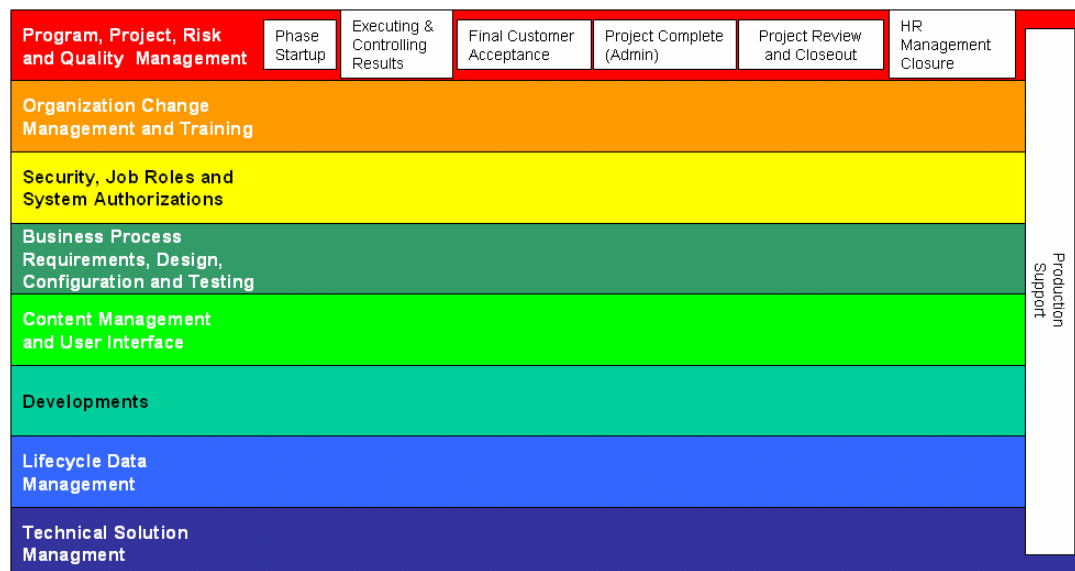 Program, Project, Risk
and Quality Management
Phase
Startup
Executing &
Controlling
Results
Final Customer
Acceptance
Project Complete
(Admin)
Project Review
and Closeout
HR
Management
Closure
Organization Change
Management and Training
Security, Job Roles and
System Authorizations
Business Process
Requirements, Design,
Configuration and Testing
Content Management
and User Interface
Developments
Lifecycle Data
Management
Technical Solution
Managment
Production
Support